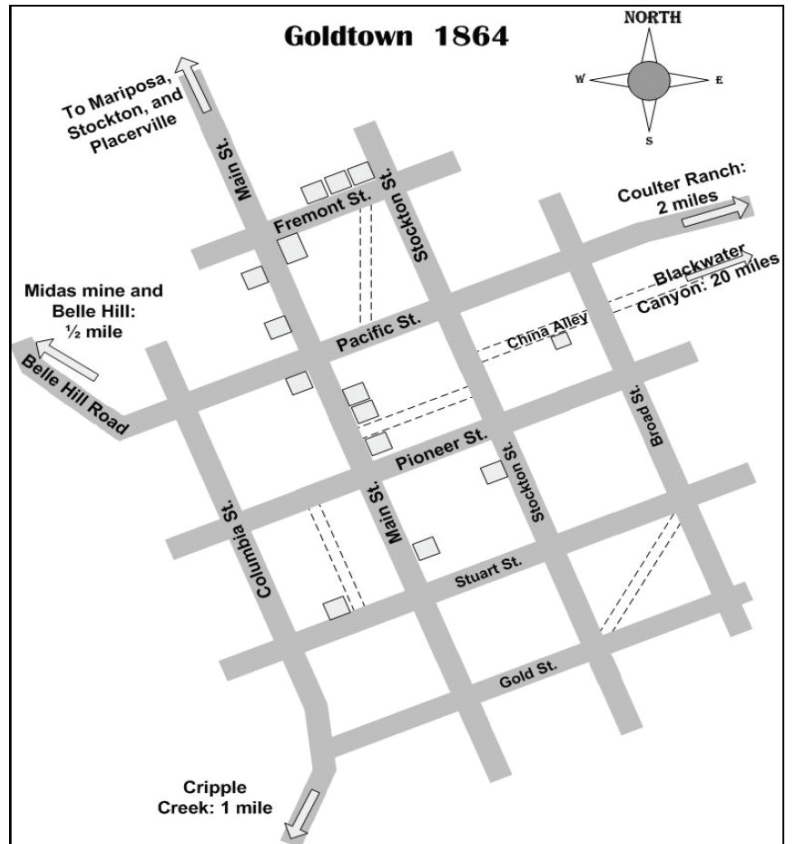 Goldtown 1864
NORTH
W
E
S
To Mariposa,
Stockton, and
Placerville
Main St.
Fremont St.
Stockton St.
Coulter Ranch:
2 miles
Blackwater
Canyon: 20 miles
Midas mine and
Belle Hill:
½ mile
Pacific St.
China Alley
Belle Hill Road
Pioneer St.
Broad St.
Columbia St.
Main St.
Stockton St.
Stuart St.
Gold St.
Cripple
Creek: 1 mile